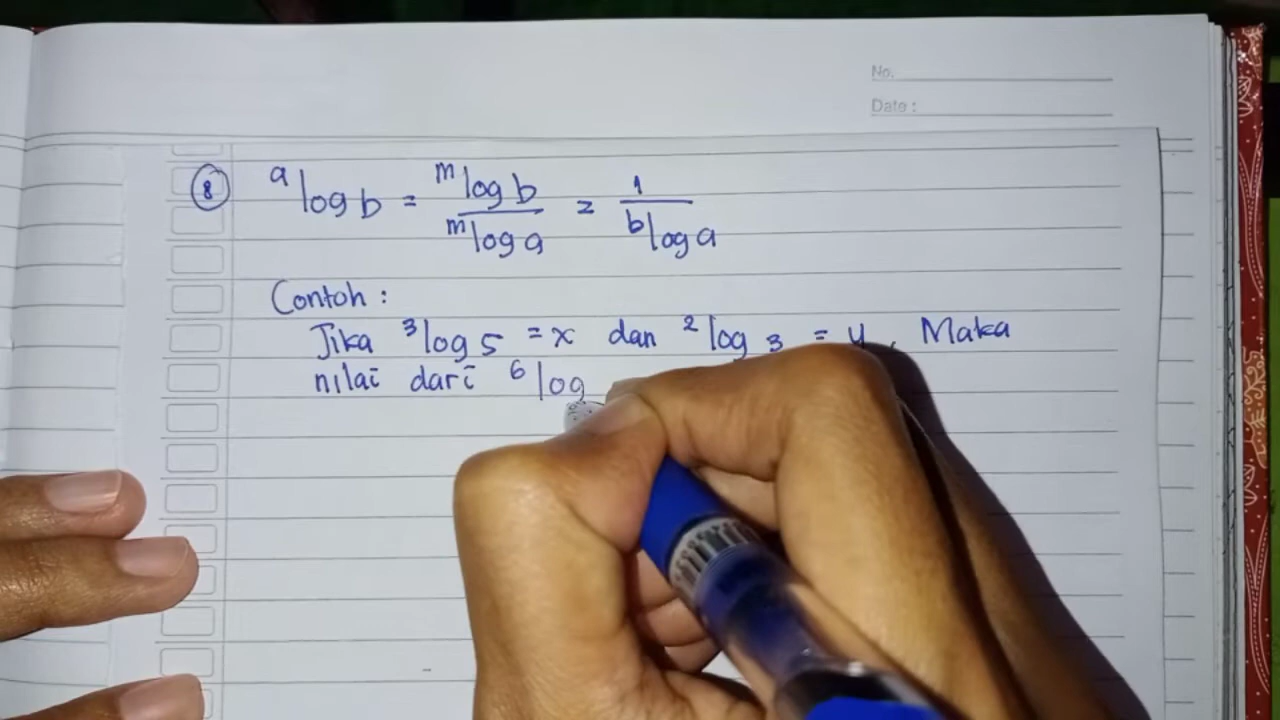 No.
Date :
8 ᵃlog b = ᵐlog b / ᵐlog a = 1 / ᵇlog a
Contoh :
Jika ³log 5 = x dan ²log 3 = y, Maka
nilai dari ⁶log